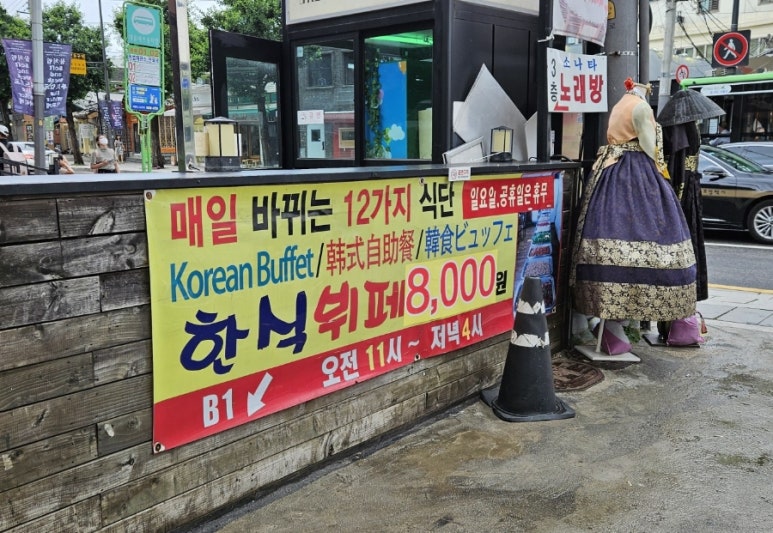 매일 바뀌는 12가지 식단
일요일,공휴일은 휴무
Korean Buffet/韩式自助餐/韓食ビュッフェ
한식뷔페8,000원
B1 오전 11시 ~ 저녁 4시
소나타
3층 노래방